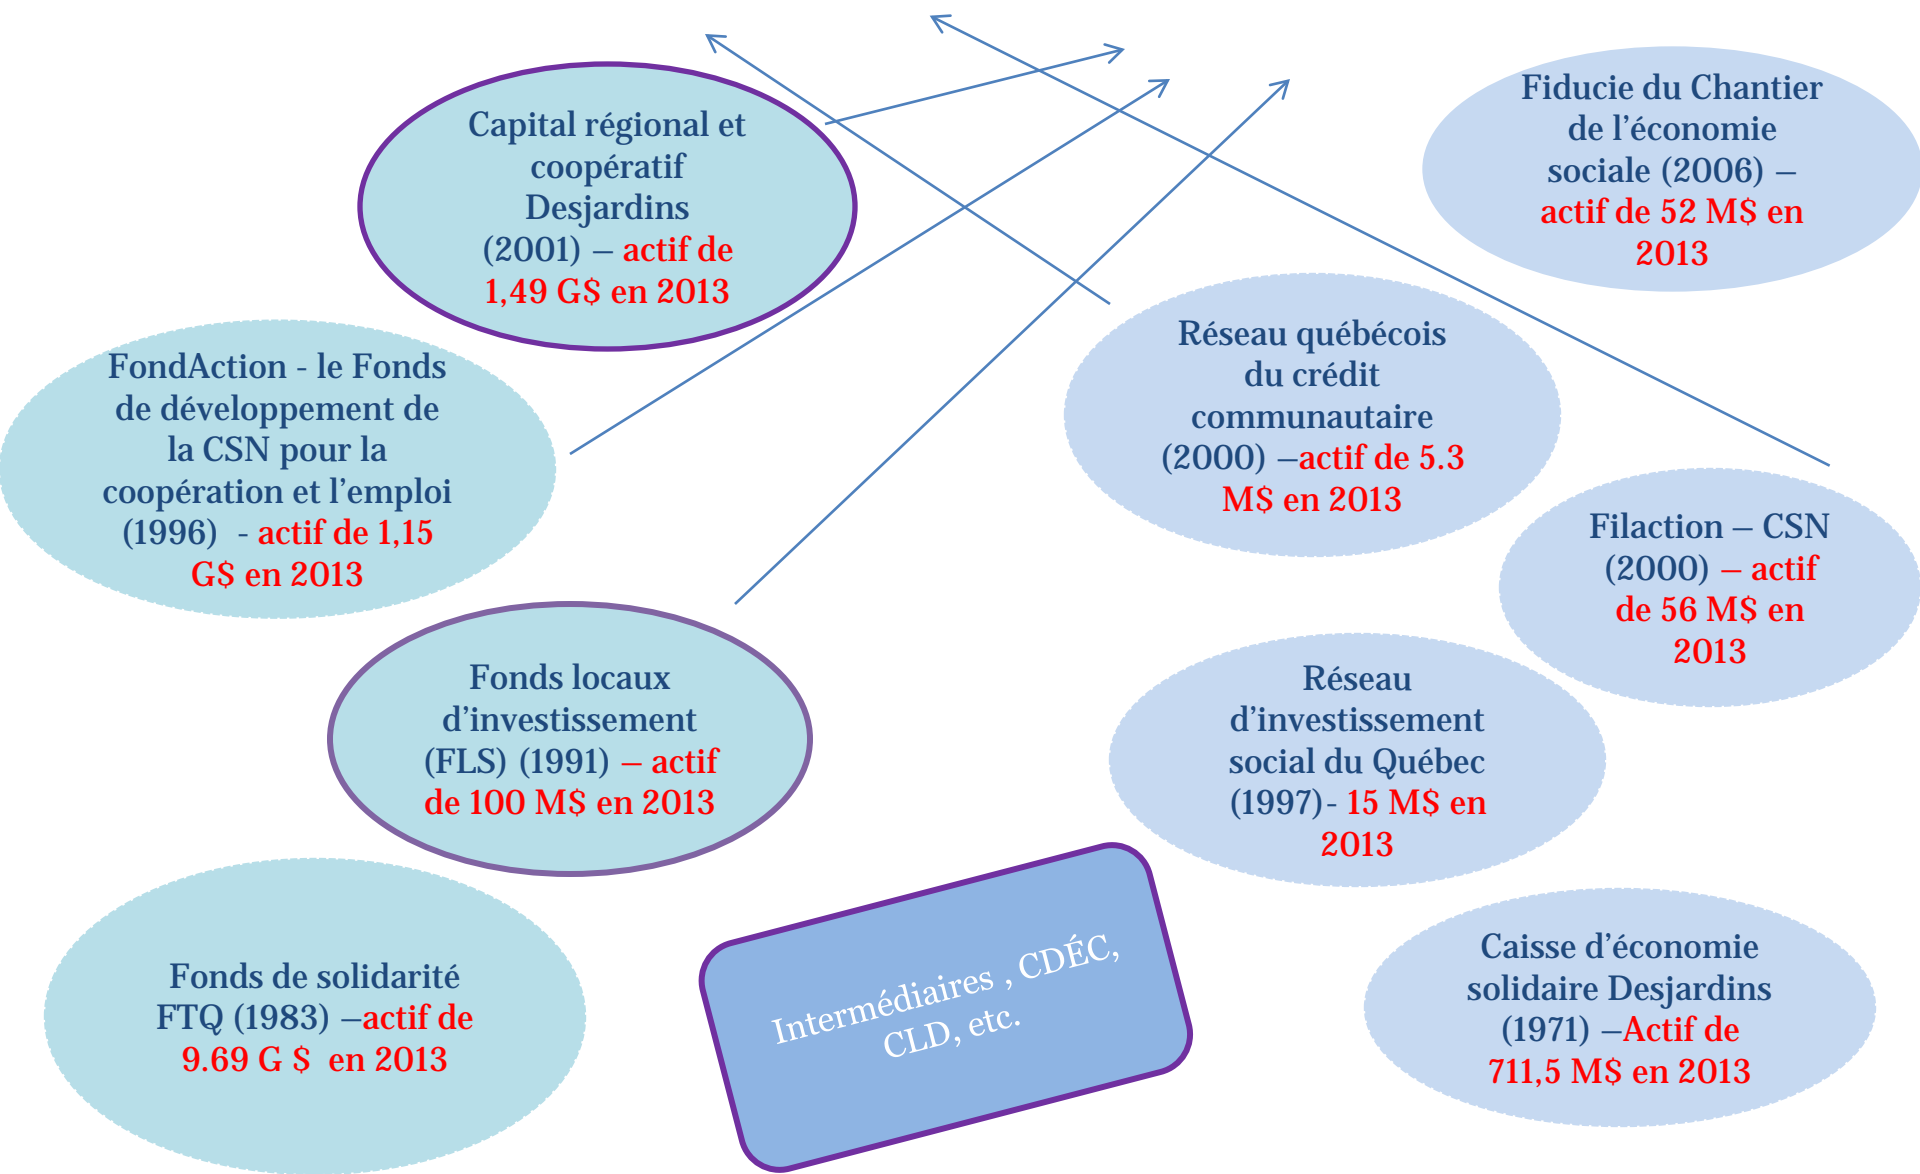 Capital régional et
coopératif
Desjardins
(2001) – actif de
1,49 G$ en 2013
Fiducie du Chantier
de l’économie
sociale (2006) –
actif de 52 M$ en
2013
FondAction - le Fonds
de développement de
la CSN pour la
coopération et l’emploi
(1996)  - actif de 1,15
G$ en 2013
Réseau québécois
du crédit
communautaire
(2000) –actif de 5.3
M$ en 2013
Filaction – CSN
(2000) – actif
de 56 M$ en
2013
Fonds locaux
d’investissement
(FLS) (1991) – actif
de 100 M$ en 2013
Réseau
d’investissement
social du Québec
(1997)- 15 M$ en
2013
Fonds de solidarité
FTQ (1983) –actif de
9.69 G $  en 2013
Intermédiaires , CDÉC,
CLD, etc.
Caisse d’économie
solidaire Desjardins
(1971) –Actif de
711,5 M$ en 2013